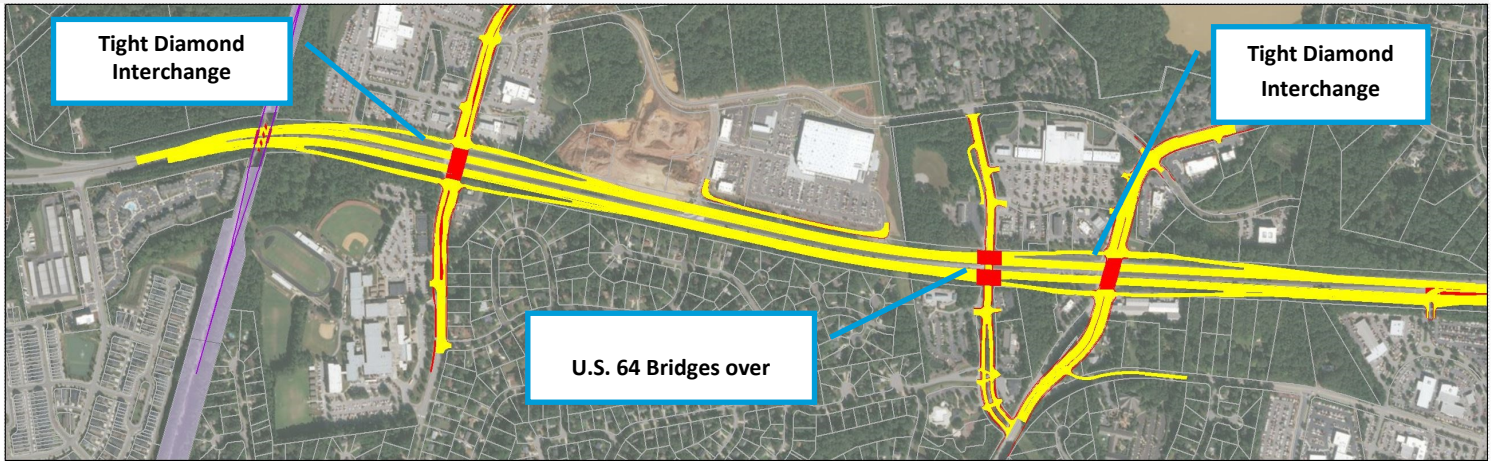 Tight Diamond
Interchange
Tight Diamond
Interchange
U.S. 64 Bridges over